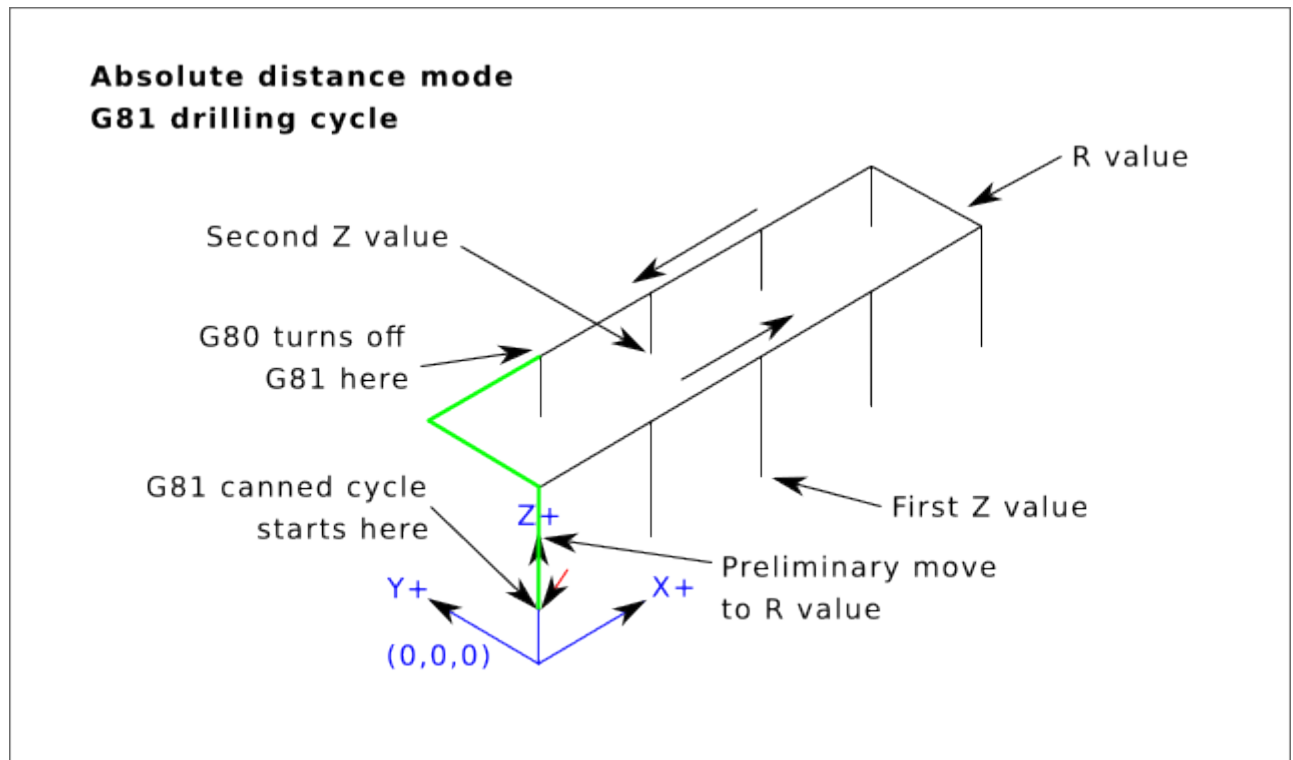 Absolute distance mode
G81 drilling cycle
R value
Second Z value
G80 turns off
G81 here
G81 canned cycle
starts here
Z+
First Z value
Preliminary move
to R value
Y+
X+
(0,0,0)